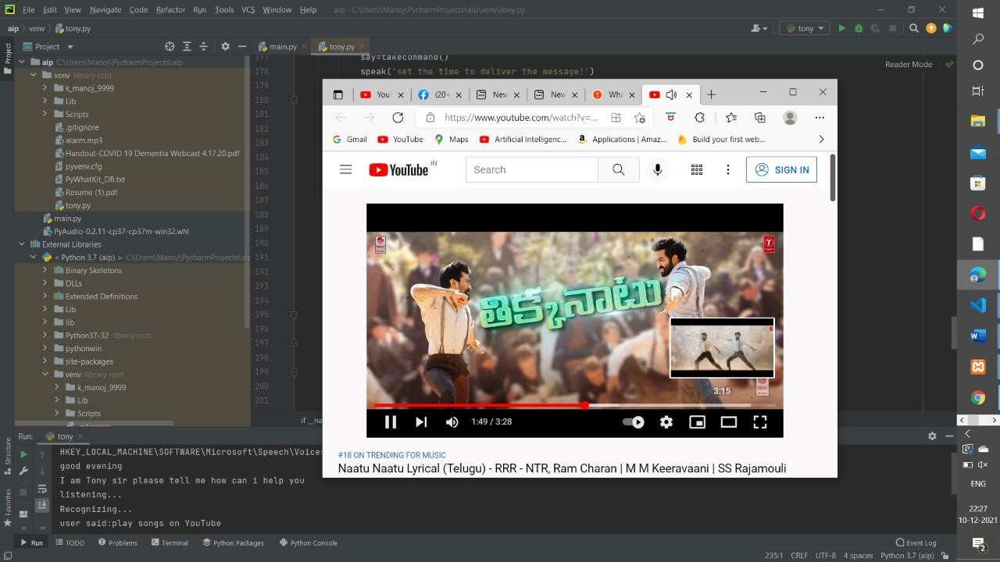 File Edit View Navigate Code Refactor Run Tools VCS Window Help aip - C:\Users\Manoj\PycharmProjects\aip\venv\tony.py
aip venv tony.py
tony
Project
main.py
tony.py
Reader Mode
aip C:\Users\Manoj\PycharmProjects\aip
venv library root
k_manoj_9999
Lib
Scripts
.gitignore
alarm.mp3
Handout-COVID 19 Dementia Webcast 4.17.20.pdf
pyvenv.cfg
PyWhatKit_DB.txt
Resume (1).pdf
tony.py
main.py
PyAudio-0.2.11-cp37-cp37m-win32.whl
External Libraries
< Python 3.7 (aip) > C:\Users\Manoj\PycharmProjects\aip
Binary Skeletons
DLLs
Extended Definitions
Lib
lib
Python37-32 library root
pythonwin
site-packages
venv library root
k_manoj_9999
Lib
Scripts
Project
Structure
Favorites
177 say=takecommand()
178 speak('set the time to deliver the message!')
179
180
181
182
183
184
185
186
187
188
189
190
191
192
193
194
195
196
197
198
199
200
201
if __na
YouT
(20+
New
New
Wha
https://www.youtube.com/watch?v=...
Gmail YouTube Maps Artificial Intelligenc... Applications | Amaz... Build your first web...
YouTube IN
Search
SIGN IN
తిక్కనాటు
3:15
1:49 / 3:28
#18 ON TRENDING FOR MUSIC
Naatu Naatu Lyrical (Telugu) - RRR - NTR, Ram Charan | M M Keeravaani | SS Rajamouli
Run: tony
HKEY_LOCAL_MACHINE\SOFTWARE\Microsoft\Speech\Voices
good evening
I am Tony sir please tell me how can i help you
listening...
Recognizing...
user said:play songs on YouTube
Run TODO Problems Terminal Python Packages Python Console Event Log
235:1 CRLF UTF-8 4 spaces Python 3.7 (aip)
ENG
22:27
10-12-2021
2